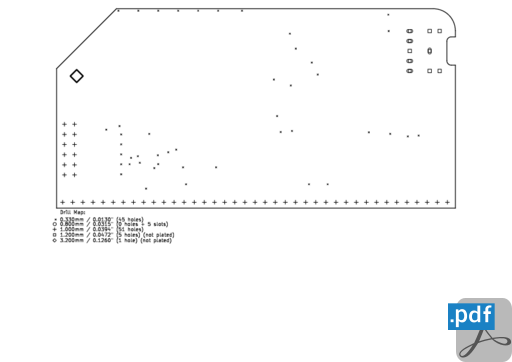 Drill Map:
0.330mm / 0.0130" (45 holes)
0.800mm / 0.0315" (0 holes + 5 slots)
1.000mm / 0.0394" (51 holes)
1.200mm / 0.0472" (5 holes) (not plated)
3.200mm / 0.1260" (1 hole) (not plated)
.pdf